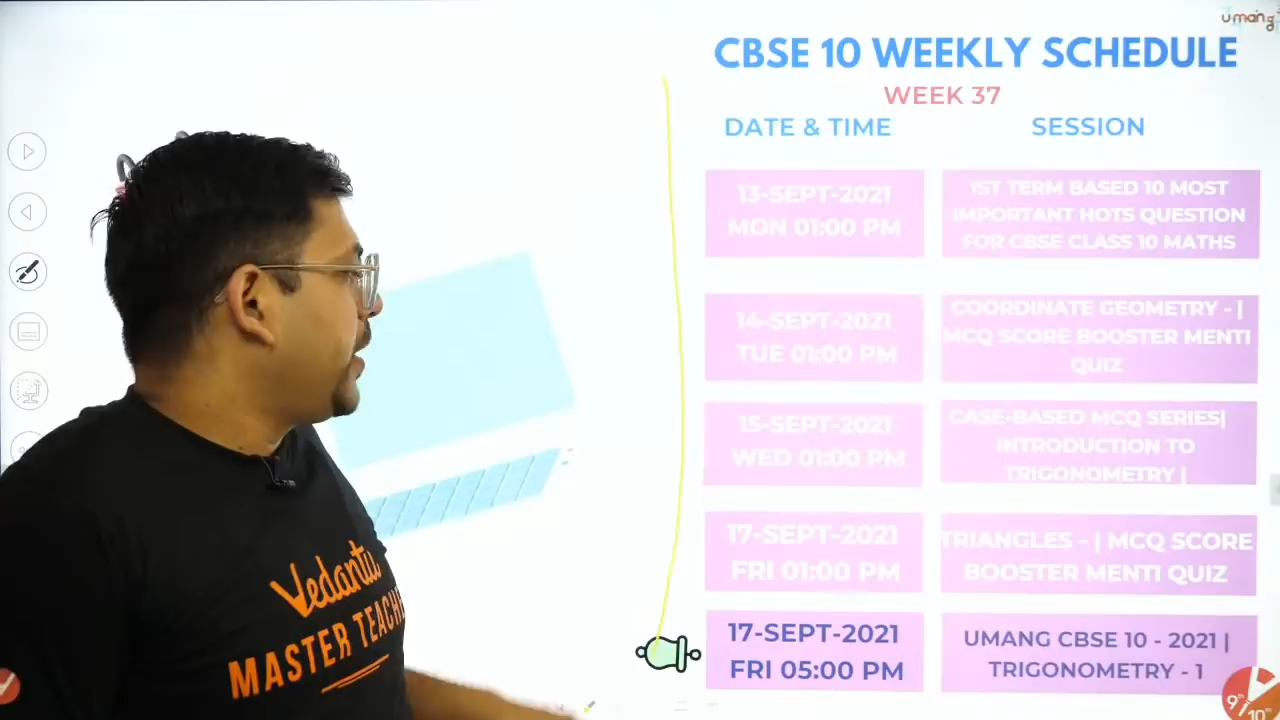 umang
CBSE 10 WEEKLY SCHEDULE
WEEK 37
DATE & TIME
SESSION
13-SEPT-2021
MON 01:00 PM
1ST TERM BASED 10 MOST
IMPORTANT HOTS QUESTION
FOR CBSE CLASS 10 MATHS
14-SEPT-2021
TUE 01:00 PM
COORDINATE GEOMETRY - |
MCQ SCORE BOOSTER MENTI
QUIZ
15-SEPT-2021
WED 01:00 PM
CASE-BASED MCQ SERIES|
INTRODUCTION TO
TRIGONOMETRY |
17-SEPT-2021
FRI 01:00 PM
TRIANGLES - | MCQ SCORE
BOOSTER MENTI QUIZ
17-SEPT-2021
FRI 05:00 PM
UMANG CBSE 10 - 2021 |
TRIGONOMETRY - 1
Vedantu
MASTER TEACHE
9th
10th